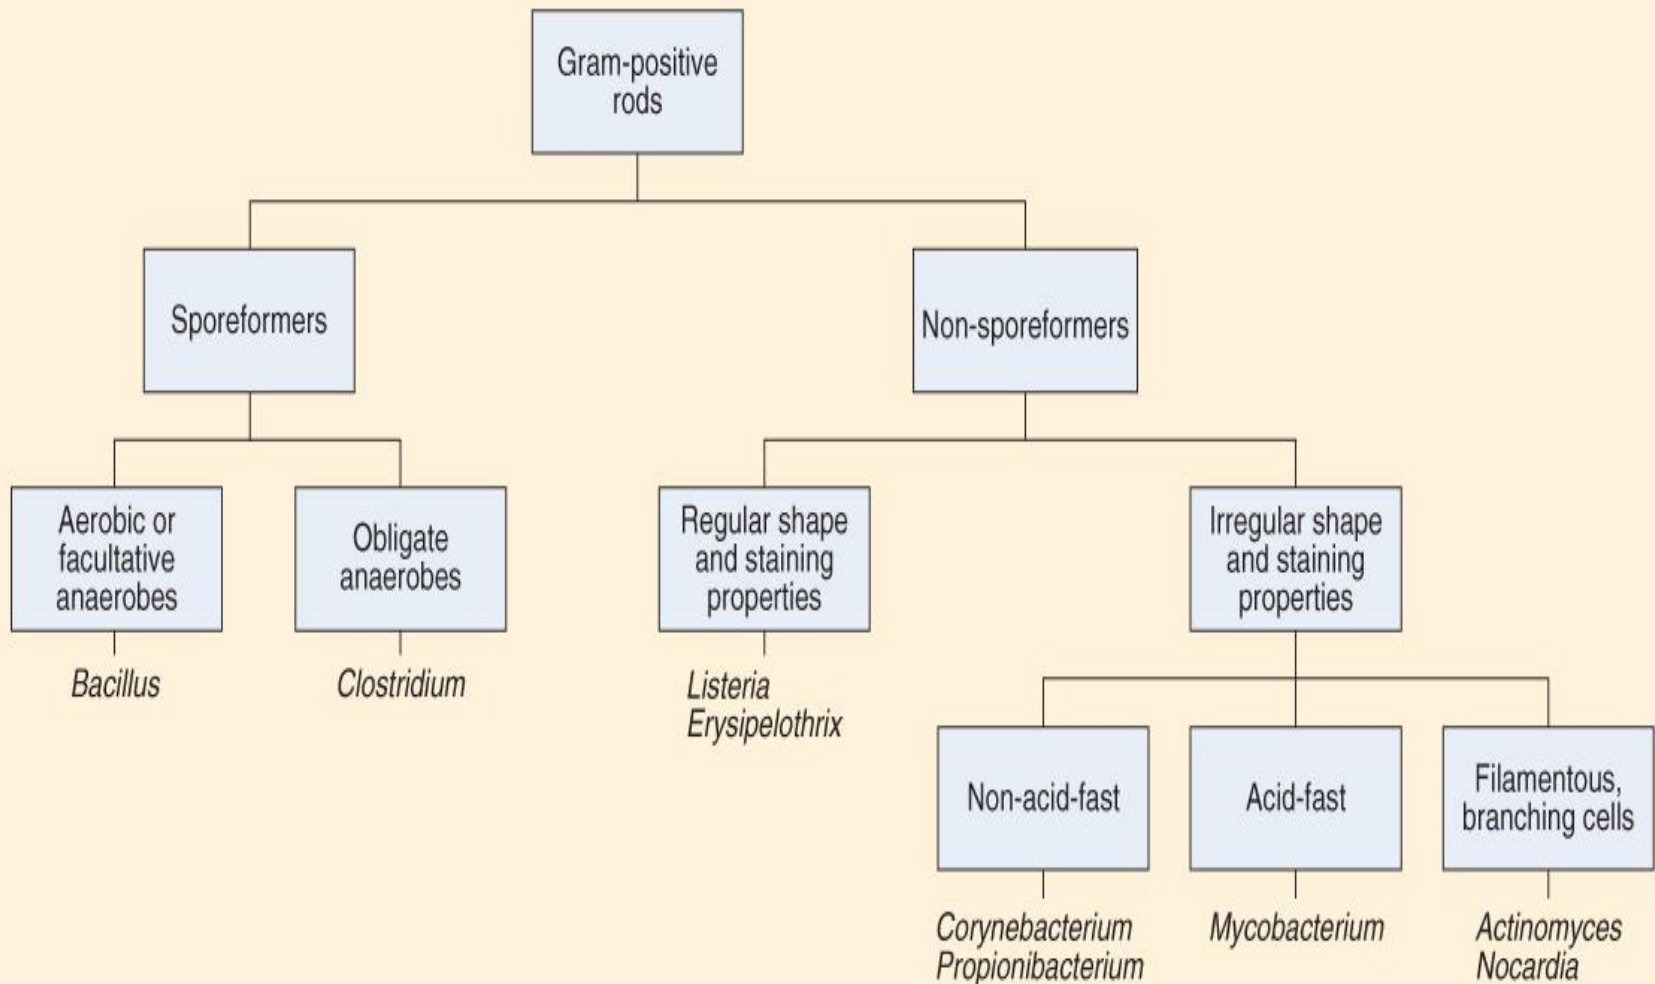 Gram-positive
rods
Sporeformers
Non-sporeformers
Aerobic or
facultative
anaerobes
Obligate
anaerobes
Regular shape
and staining
properties
Irregular shape
and staining
properties
Bacillus
Clostridium
Listeria
Erysipelothrix
Non-acid-fast
Acid-fast
Filamentous,
branching cells
Corynebacterium
Propionibacterium
Mycobacterium
Actinomyces
Nocardia